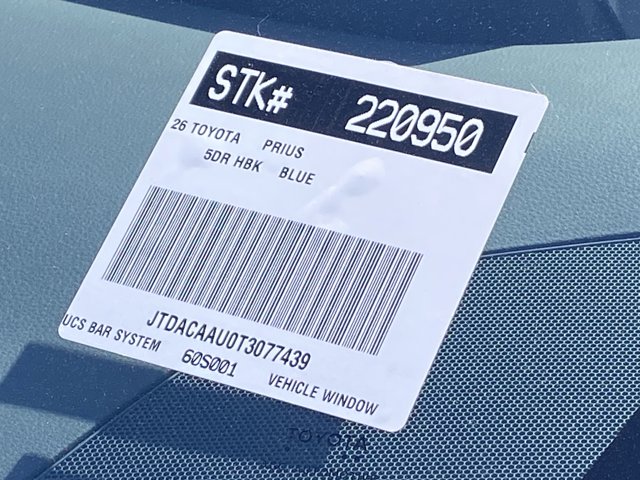 STK# 220950
26 TOYOTA PRIUS
5DR HBK BLUE
JTDACAAU0T3077439
UCS BAR SYSTEM 60S001 VEHICLE WINDOW
TOYOTA